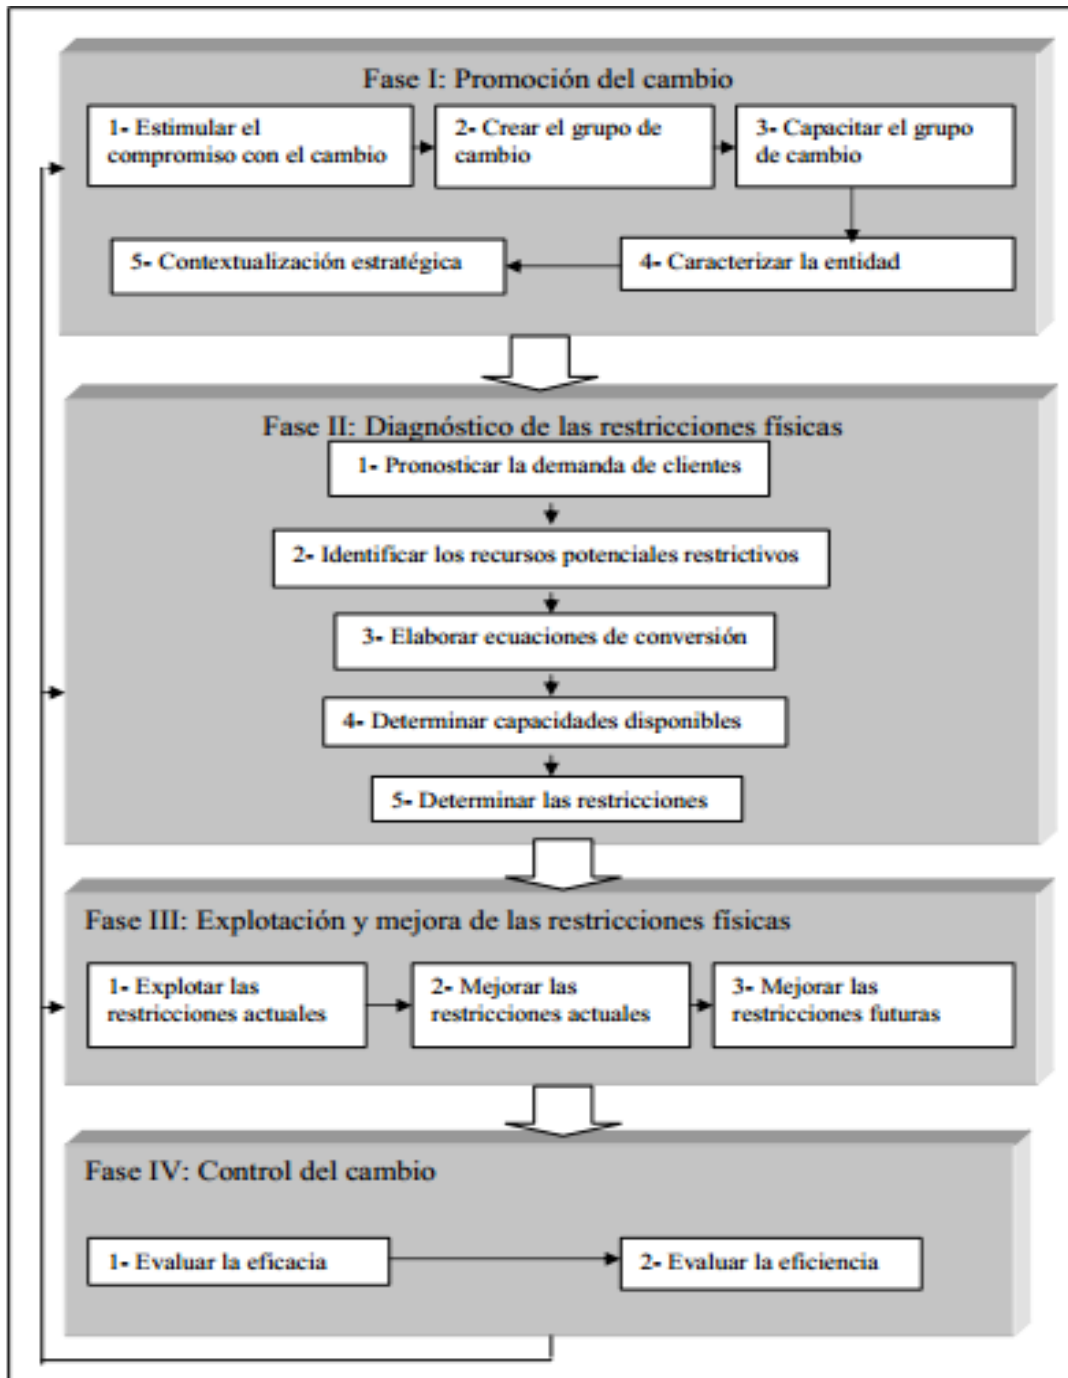 Fase I: Promoción del cambio
1- Estimular el
compromiso con el cambio
2- Crear el grupo de
cambio
3- Capacitar el grupo
de cambio
4- Caracterizar la entidad
5- Contextualización estratégica
Fase II: Diagnóstico de las restricciones físicas
1- Pronosticar la demanda de clientes
2- Identificar los recursos potenciales restrictivos
3- Elaborar ecuaciones de conversión
4- Determinar capacidades disponibles
5- Determinar las restricciones
Fase III: Explotación y mejora de las restricciones físicas
1- Explotar las
restricciones actuales
2- Mejorar las
restricciones actuales
3- Mejorar las
restricciones futuras
Fase IV: Control del cambio
1- Evaluar la eficacia
2- Evaluar la eficiencia